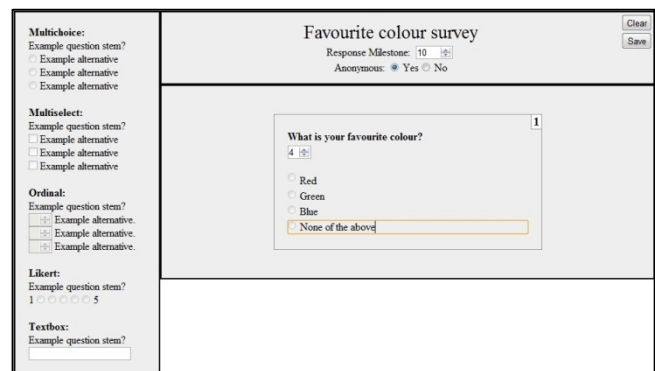 Multichoice:
Example question stem?
Example alternative
Example alternative
Example alternative
Multiselect:
Example question stem?
Example alternative
Example alternative
Example alternative
Ordinal:
Example question stem?
Example alternative.
Example alternative.
Example alternative.
Likert:
Example question stem?
1 5
Textbox:
Example question stem?
Favourite colour survey
Response Milestone: 10
Anonymous: Yes No
Clear
Save
1
What is your favourite colour?
4
Red
Green
Blue
None of the above